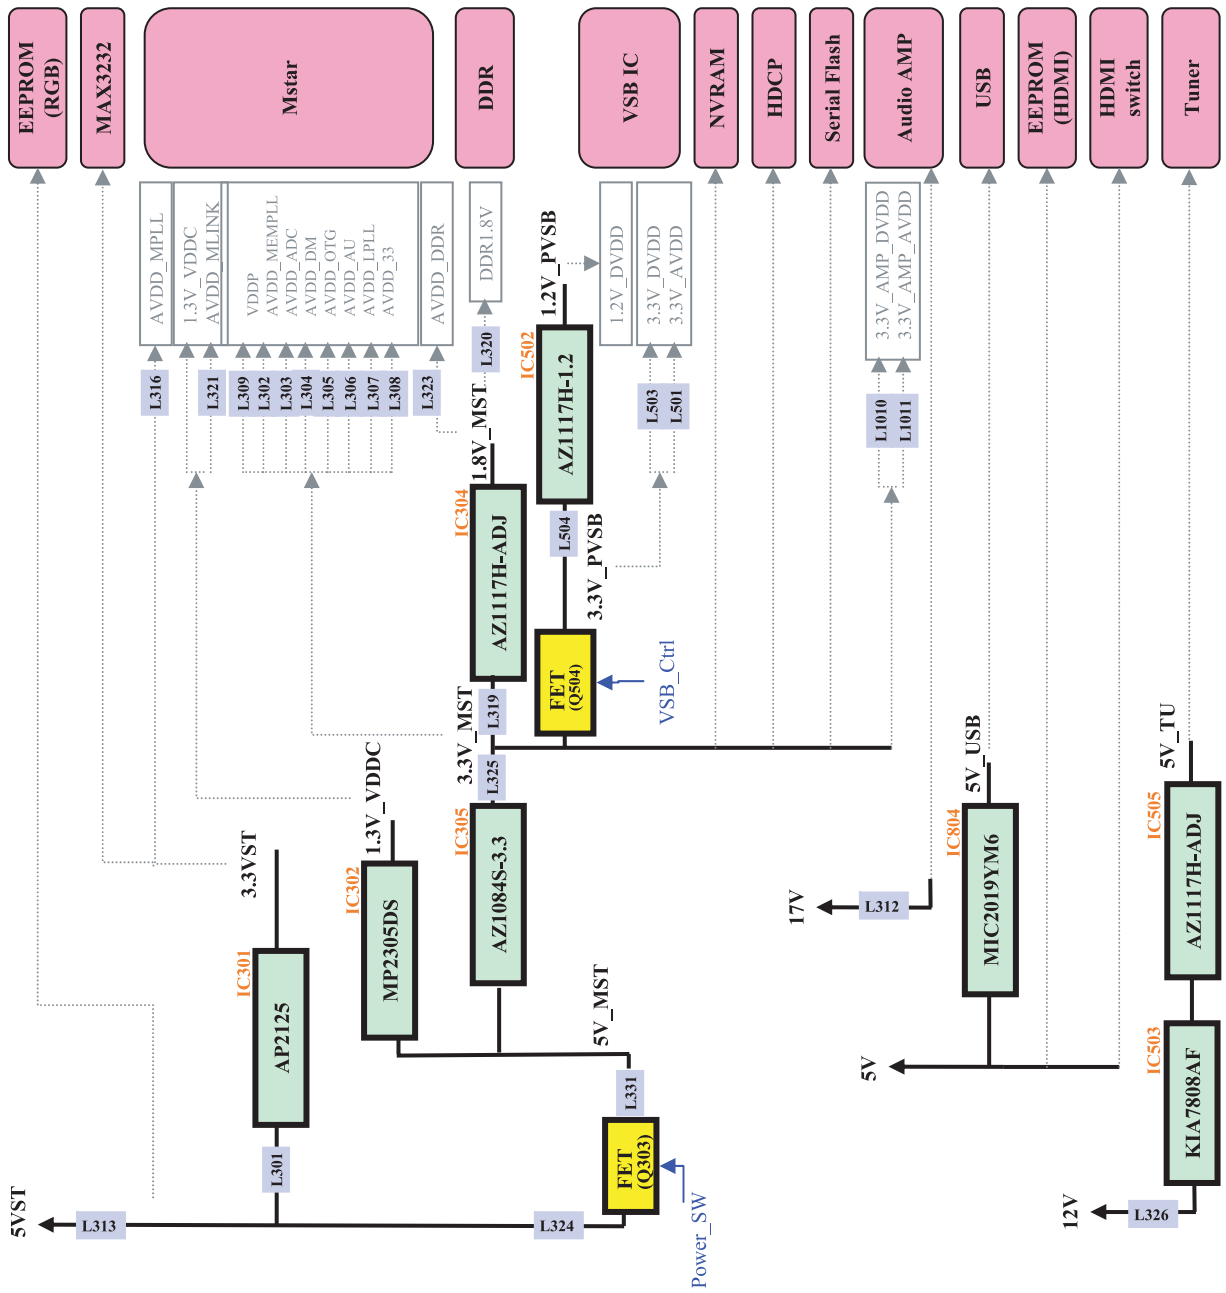 EEPROM
(RGB)
MAX3232
Mstar
DDR
VSB IC
NVRAM
HDCP
Serial Flash
Audio AMP
USB
EEPROM
(HDMI)
HDMI
switch
Tuner
AVDD_MPLL
1.3V_VDDC
AVDD_MLINK
VDDP
AVDD_MEMPLL
AVDD_ADC
AVDD_DM
AVDD_OTG
AVDD_AU
AVDD_LPLL
AVDD_33
AVDD_DDR
DDR1.8V
1.2V_DVDD
3.3V_DVDD
3.3V_AVDD
3.3V_AMP_DVDD
3.3V_AMP_AVDD
L316
L321
L309
L302
L303
L304
L305
L306
L307
L308
L323
L320
L503
L501
L1010
L1011
1.2V_PVSB
IC502
AZ1117H-1.2
L504
3.3V_PVSB
FET
(Q504)
VSB_Ctrl
1.8V_MST
IC304
AZ1117H-ADJ
L319
3.3V_MST
L325
IC305
AZ1084S-3.3
1.3V_VDDC
IC302
MP2305DS
3.3VST
IC301
AP2125
L301
5V_MST
L331
FET
(Q303)
Power_SW
L324
L313
5VST
17V
L312
5V_USB
IC804
MIC2019YM6
5V
5V_TU
IC505
AZ1117H-ADJ
IC503
KIA7808AF
L326
12V